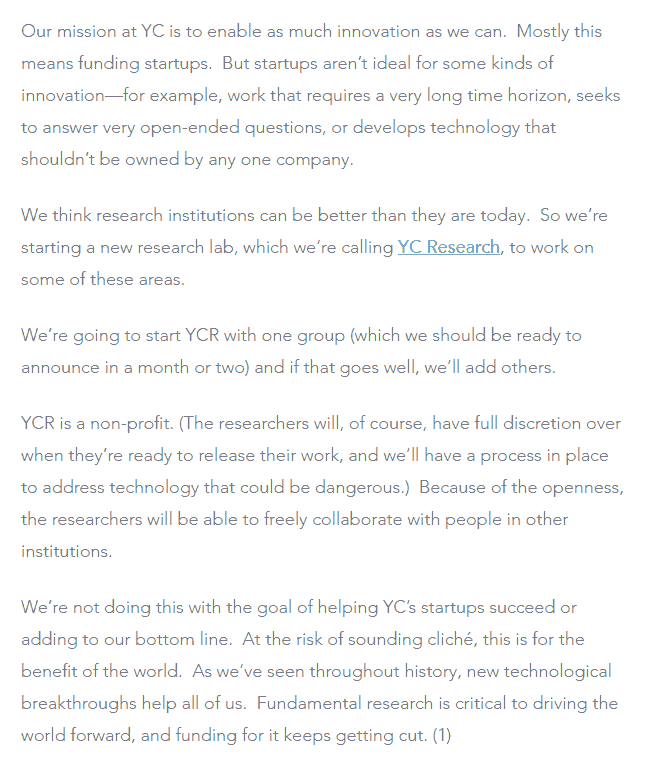 Our mission at YC is to enable as much innovation as we can.  Mostly this
means funding startups.  But startups aren’t ideal for some kinds of
innovation—for example, work that requires a very long time horizon, seeks
to answer very open-ended questions, or develops technology that
shouldn’t be owned by any one company.
We think research institutions can be better than they are today.  So we’re
starting a new research lab, which we’re calling YC Research, to work on
some of these areas.
We’re going to start YCR with one group (which we should be ready to
announce in a month or two) and if that goes well, we’ll add others.
YCR is a non-profit. (The researchers will, of course, have full discretion over
when they’re ready to release their work, and we’ll have a process in place
to address technology that could be dangerous.)  Because of the openness,
the researchers will be able to freely collaborate with people in other
institutions.
We’re not doing this with the goal of helping YC’s startups succeed or
adding to our bottom line.  At the risk of sounding cliché, this is for the
benefit of the world.  As we’ve seen throughout history, new technological
breakthroughs help all of us.  Fundamental research is critical to driving the
world forward, and funding for it keeps getting cut. (1)